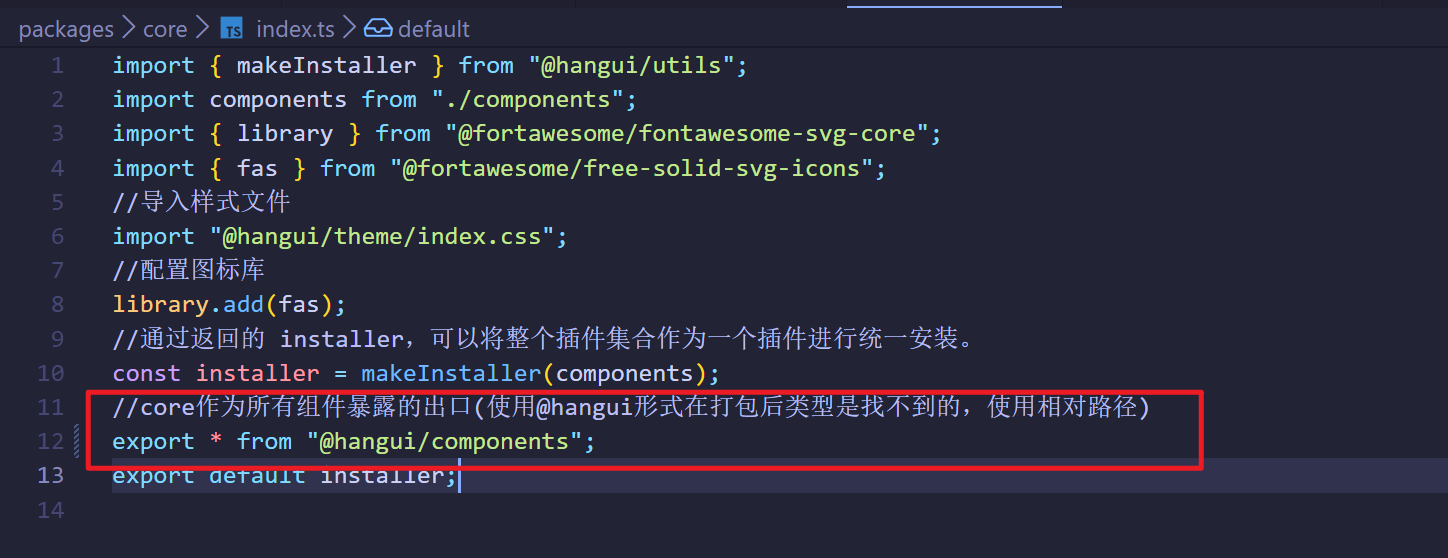 packages > core > TS index.ts > default
1 import { makeInstaller } from "@hangui/utils";
2 import components from "./components";
3 import { library } from "@fortawesome/fontawesome-svg-core";
4 import { fas } from "@fortawesome/free-solid-svg-icons";
5 //导入样式文件
6 import "@hangui/theme/index.css";
7 //配置图标库
8 library.add(fas);
9 //通过返回的 installer，可以将整个插件集合作为一个插件进行统一安装。
10 const installer = makeInstaller(components);
11 //core作为所有组件暴露的出口(使用@hangui形式在打包后类型是找不到的，使用相对路径)
12 export * from "@hangui/components";
13 export default installer;
14